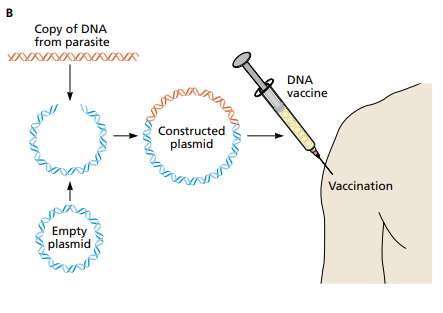 B
Copy of DNA
from parasite
DNA
vaccine
Constructed
plasmid
Vaccination
Empty
plasmid